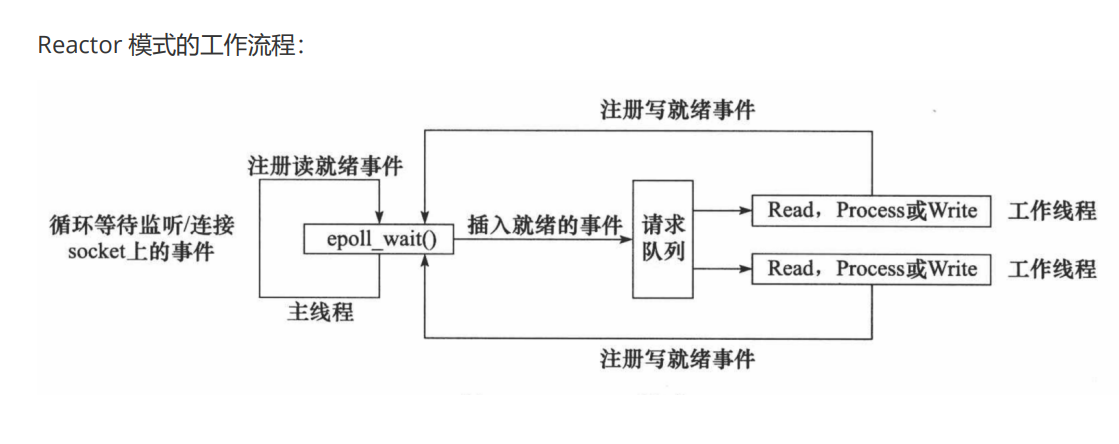 Reactor 模式的工作流程：
注册写就绪事件
注册读就绪事件
循环等待监听/连接
socket上的事件
epoll_wait()
插入就绪的事件
请求
队列
Read，Process或Write
工作线程
Read，Process或Write
工作线程
主线程
注册写就绪事件